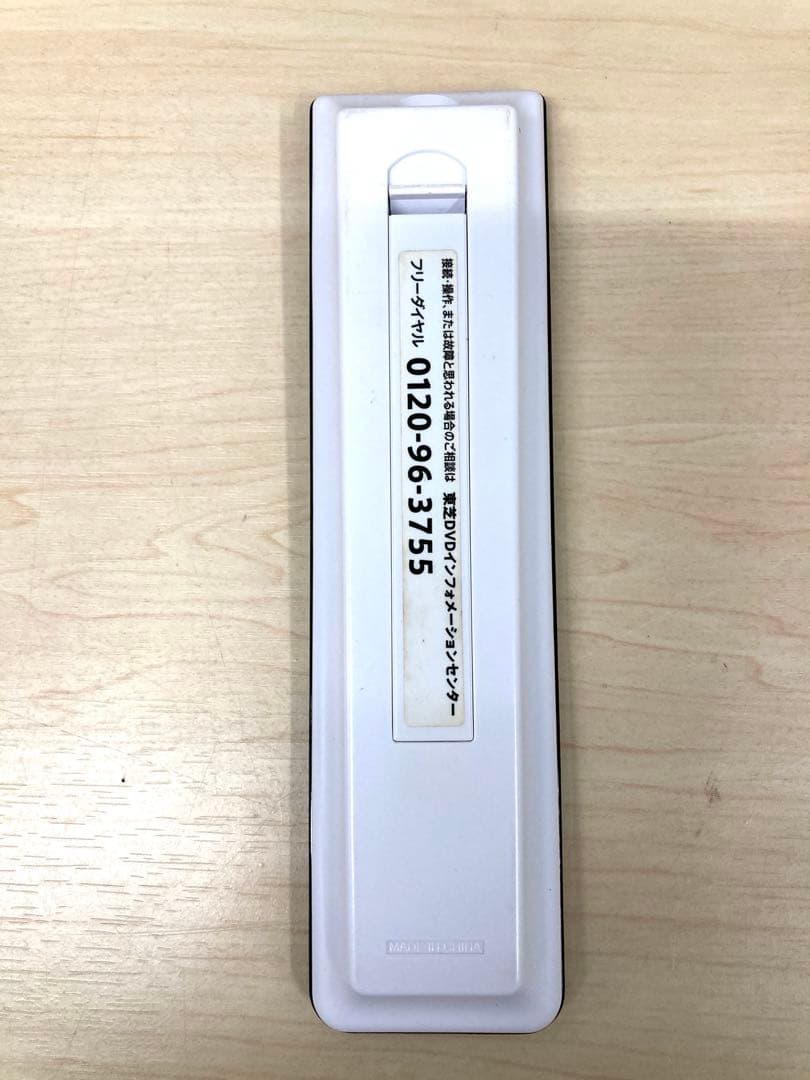 接続・操作、または故障と思われる場合のご相談は 東芝DVDインフォメーションセンター
フリーダイヤル 0120-96-3755
MADE IN CHINA